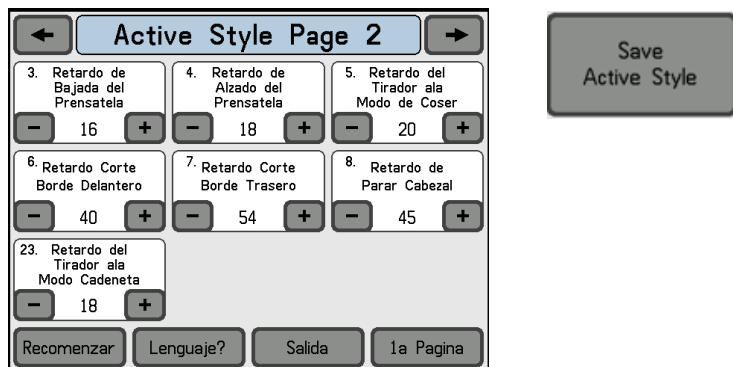 Active Style Page 2
3. Retardo de
Bajada del
Prensatela
- 16 +
4. Retardo de
Alzado del
Prensatela
- 18 +
5. Retardo del
Tirador ala
Modo de Coser
- 20 +
6. Retardo Corte
Borde Delantero
- 40 +
7. Retardo Corte
Borde Trasero
- 54 +
8. Retardo de
Parar Cabezal
- 45 +
23. Retardo del
Tirador ala
Modo Cadeneta
- 18 +
Recomenzar
Lenguaje?
Salida
1a Pagina
Save
Active Style